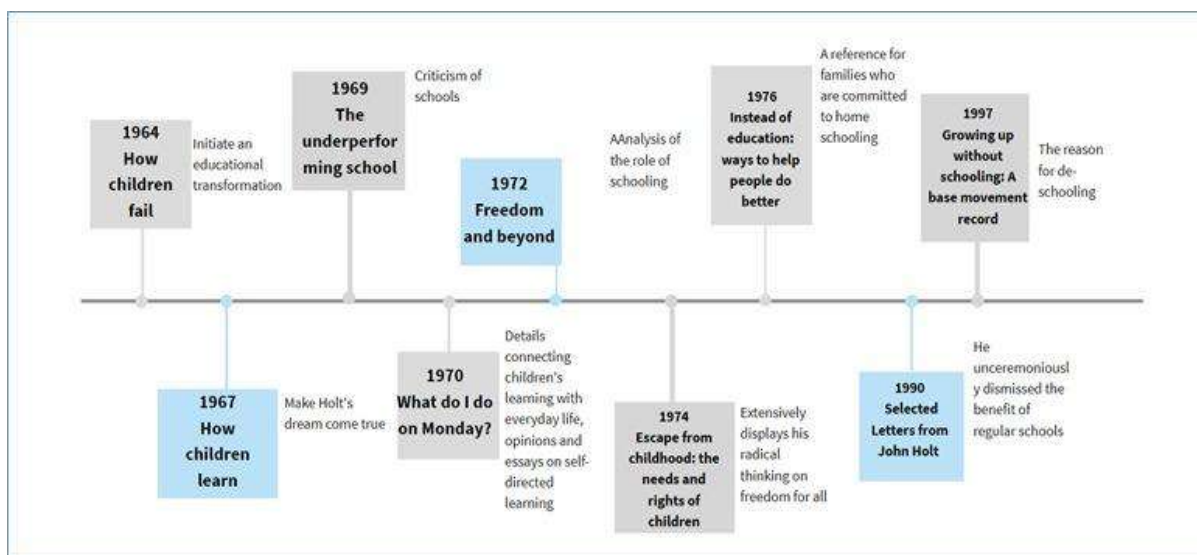 1964
How
children
fail
Initiate an
educational
transformation
1967
How
children
learn
Make Holt's
dream come true
1969
The
underperfor
ming school
Criticism of
schools
1970
What do I do
on Monday?
Details
connecting
children's
learning with
everyday life,
opinions and
essays on self-
directed
learning
1972
Freedom
and beyond
AAnalysis of
the role of
schooling
1974
Escape from
childhood: the
needs and
rights of
children
Extensively
displays his
radical
thinking on
freedom for all
1976
Instead of
education:
ways to help
people do
better
A reference for
families who
are committed
to home
schooling
1990
Selected
Letters from
John Holt
He
unceremoniousl
y dismissed the
benefit of
regular schools
1997
Growing up
without
schooling: A
base movement
record
The reason
for de-
schooling